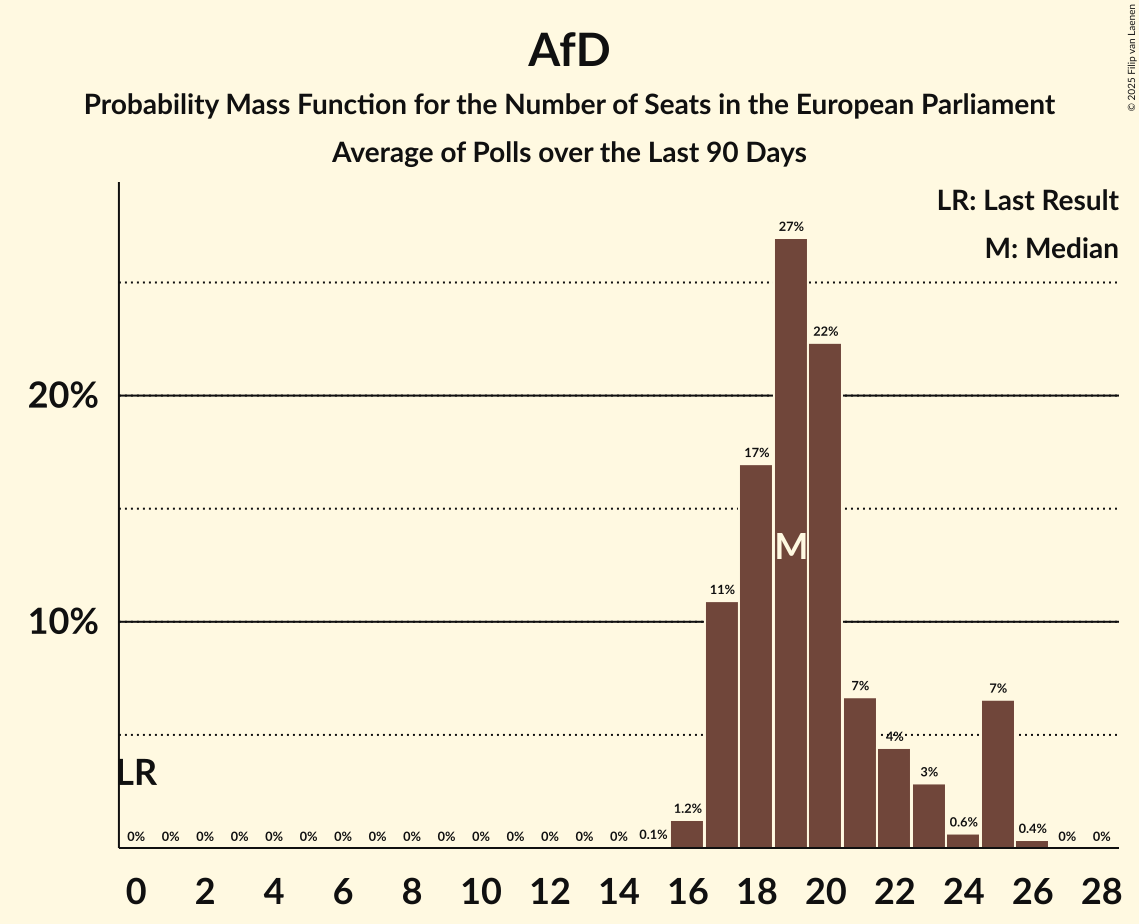 AfD
Probability Mass Function for the Number of Seats in the European Parliament
Average of Polls over the Last 90 Days
© 2025 Filip van Laenen
LR: Last Result
M: Median
27%
22%
20%
17%
M
11%
10%
7%
7%
4%
3%
LR
1.2%
0.6%
0.4%
0% 0% 0% 0% 0% 0% 0% 0% 0% 0% 0% 0% 0% 0% 0% 0.1% 0% 0%
0 2 4 6 8 10 12 14 16 18 20 22 24 26 28